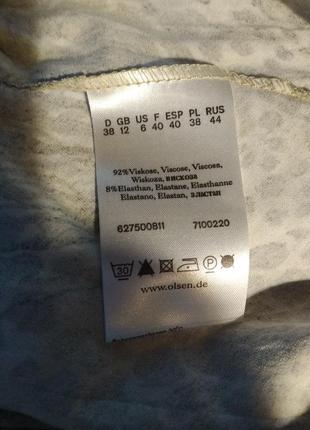 D GB US F ESP PL RUS
38 12 6 40 40 38 44
92% Viskose, Viscose, Viscosa,
Wiskoza, вискоза
8% Elasthan, Elastane, Elasthanne
Elastano, Elastan, эластан
627500811 7100220
30 P
www.olsen.de